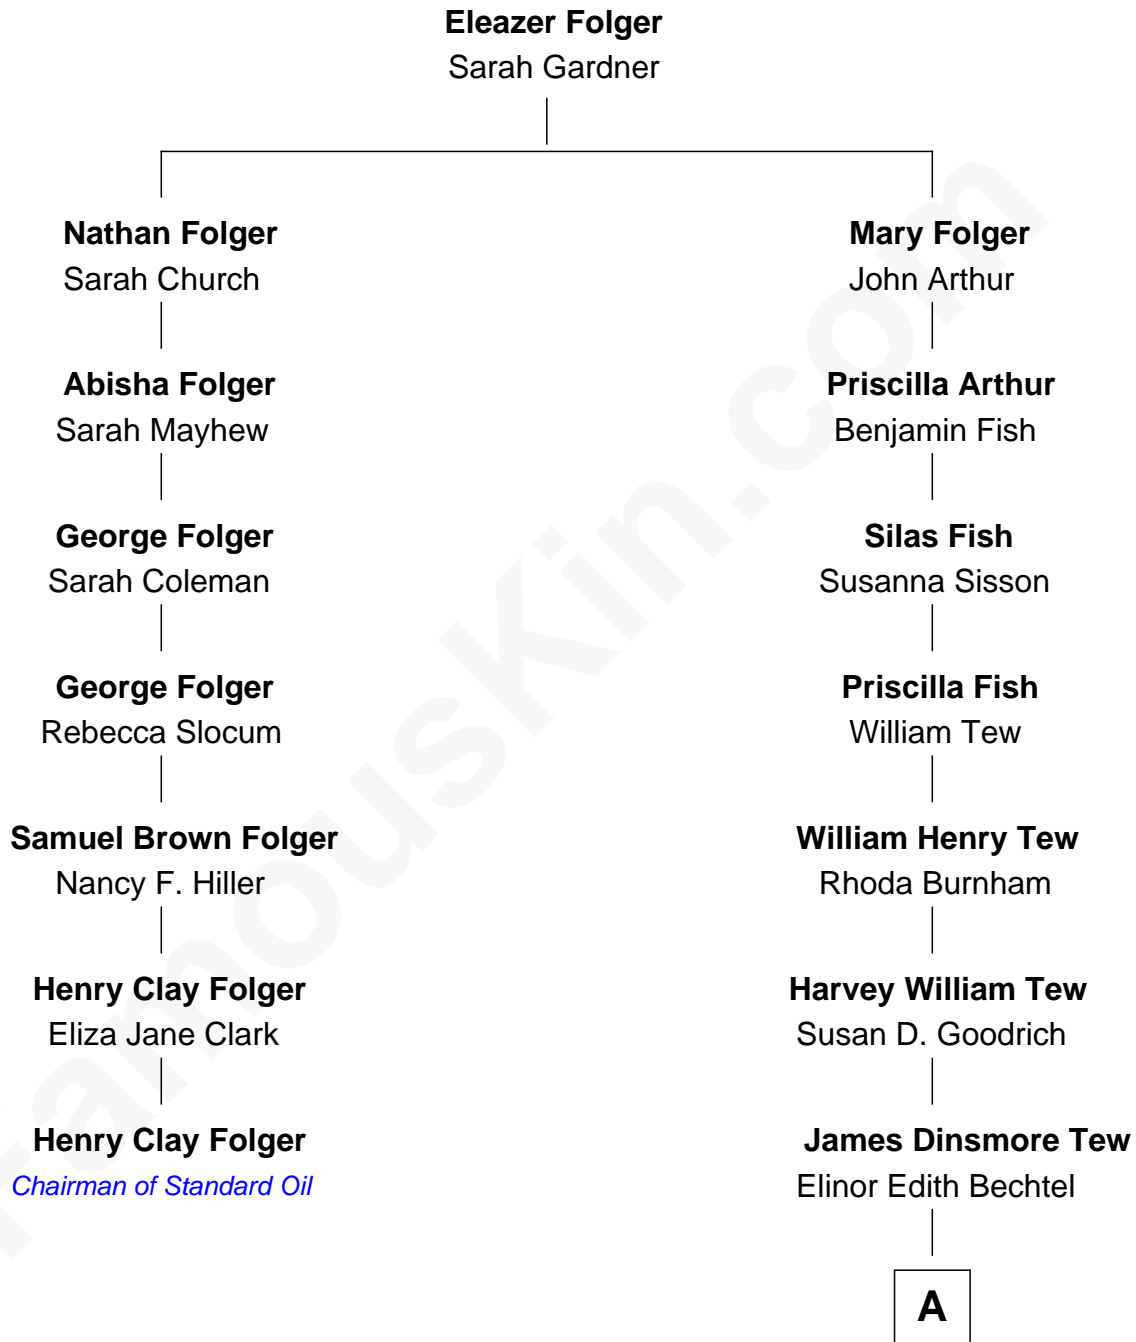 Eleazer Folger
Sarah Gardner
Nathan Folger
Sarah Church
Mary Folger
John Arthur
Abisha Folger
Sarah Mayhew
Priscilla Arthur
Benjamin Fish
George Folger
Sarah Coleman
Silas Fish
Susanna Sisson
George Folger
Rebecca Slocum
Priscilla Fish
William Tew
Samuel Brown Folger
Nancy F. Hiller
William Henry Tew
Rhoda Burnham
Henry Clay Folger
Eliza Jane Clark
Harvey William Tew
Susan D. Goodrich
Henry Clay Folger
Chairman of Standard Oil
James Dinsmore Tew
Elinor Edith Bechtel
A
FamousKin.com